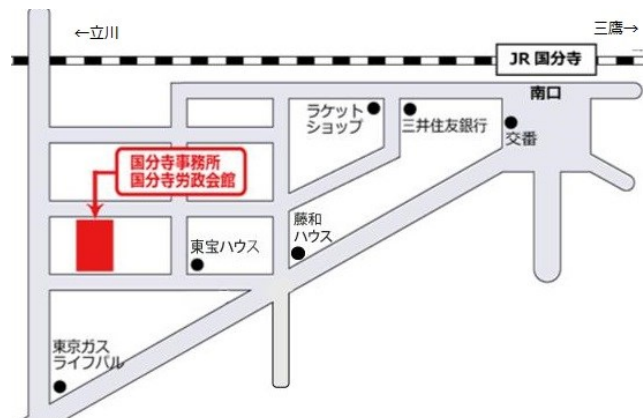 ←立川
三鷹→
JR 国分寺
南口
ラケット
ショップ
三井住友銀行
交番
国分寺事務所
国分寺労政会館
東宝ハウス
藤和
ハウス
東京ガス
ライフバル